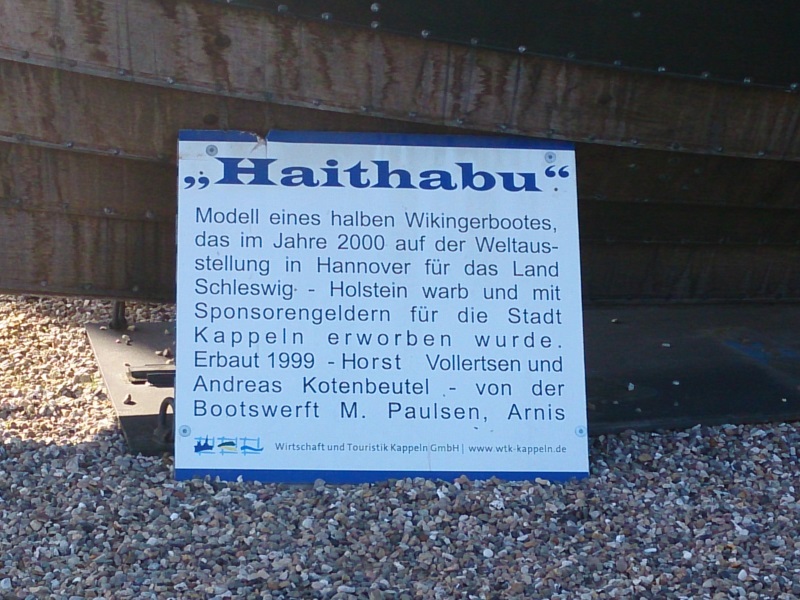 „Haithabu“
Modell eines halben Wikingerbootes,
das im Jahre 2000 auf der Weltaus-
stellung in Hannover für das Land
Schleswig - Holstein warb und mit
Sponsorengeldern für die Stadt
Kappeln erworben wurde.
Erbaut 1999 - Horst Vollertsen und
Andreas Kotenbeutel - von der
Bootswerft M. Paulsen, Arnis
Wirtschaft und Touristik Kappeln GmbH | www.wtk-kappeln.de